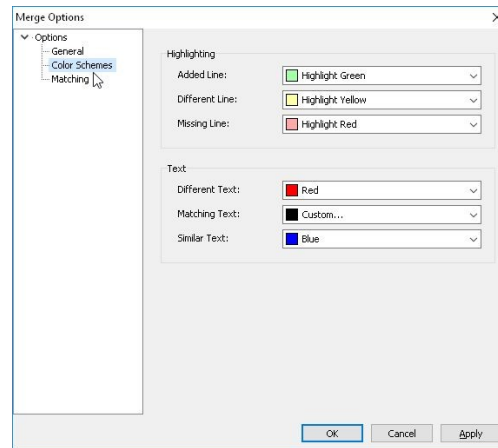 Merge Options
Options
General
Color Schemes
Matching
Highlighting
Added Line: Highlight Green
Different Line: Highlight Yellow
Missing Line: Highlight Red
Text
Different Text: Red
Matching Text: Custom...
Similar Text: Blue
OK Cancel Apply